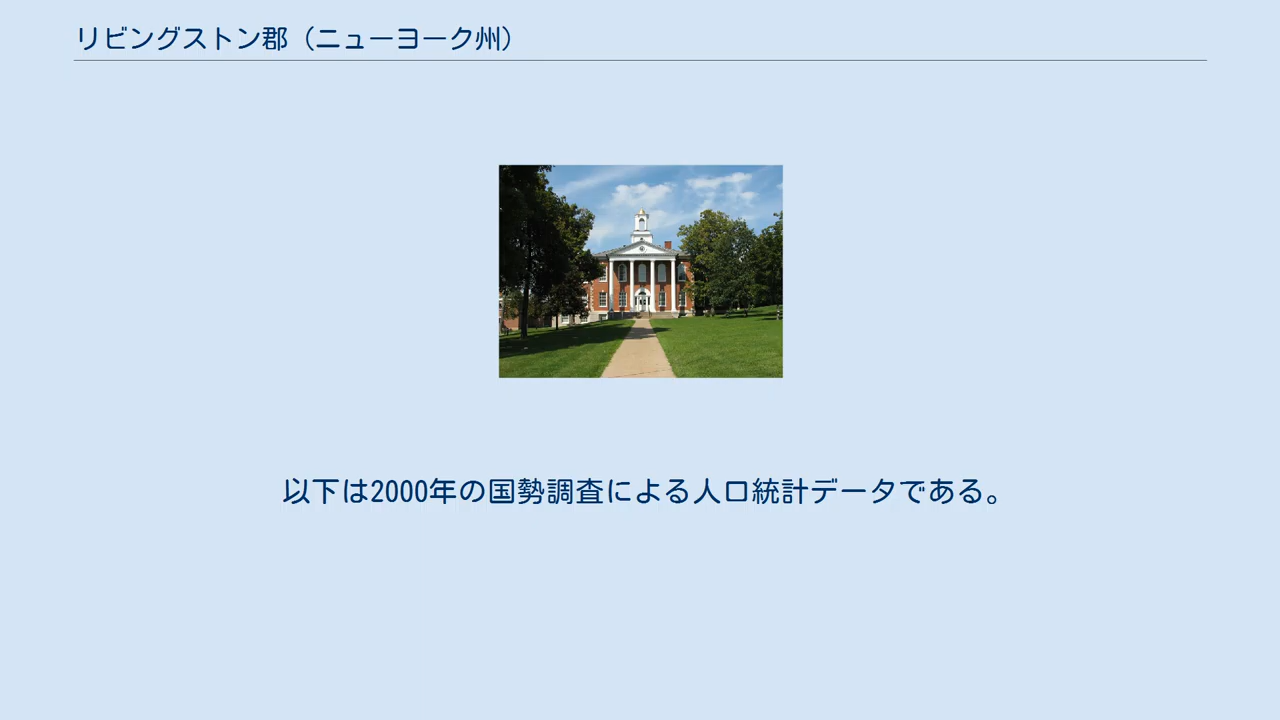 リビングストン郡（ニューヨーク州）
以下は2000年の国勢調査による人口統計データである。